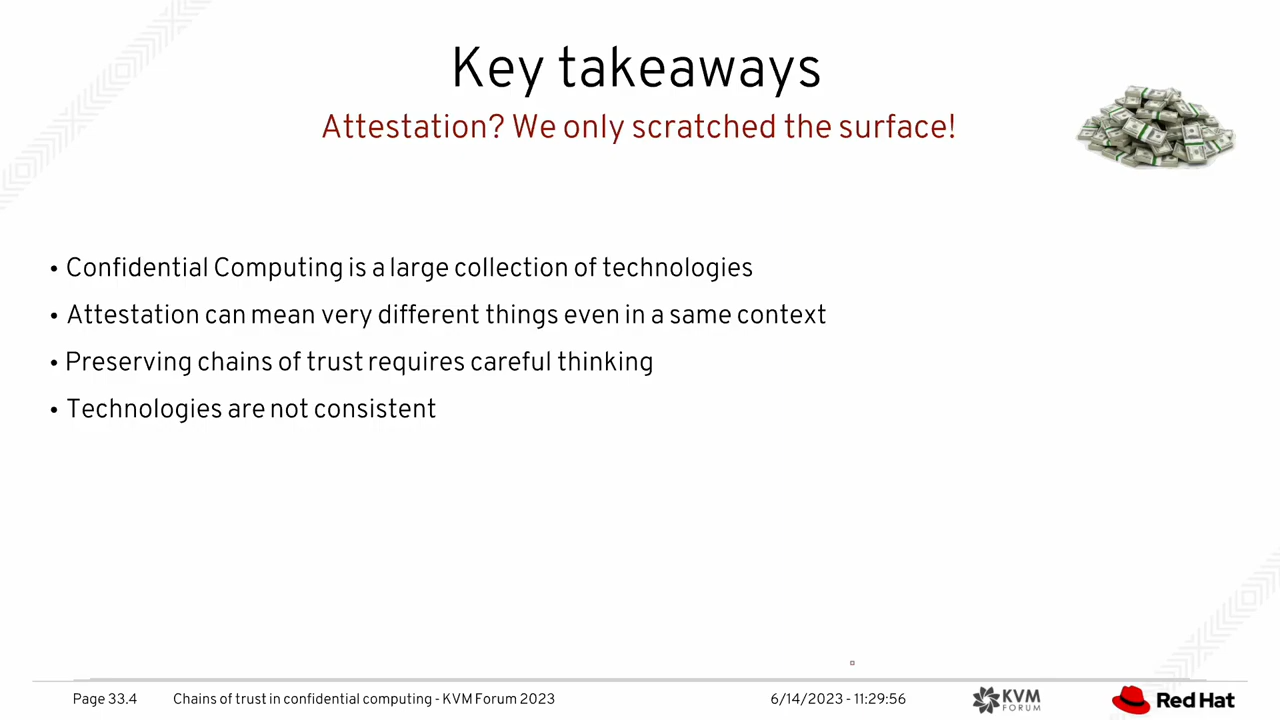 Key takeaways
Attestation? We only scratched the surface!
• Confidential Computing is a large collection of technologies
• Attestation can mean very different things even in a same context
• Preserving chains of trust requires careful thinking
• Technologies are not consistent
Page 33.4 Chains of trust in confidential computing - KVM Forum 2023 6/14/2023 - 11:29:56 KVM FORUM Red Hat